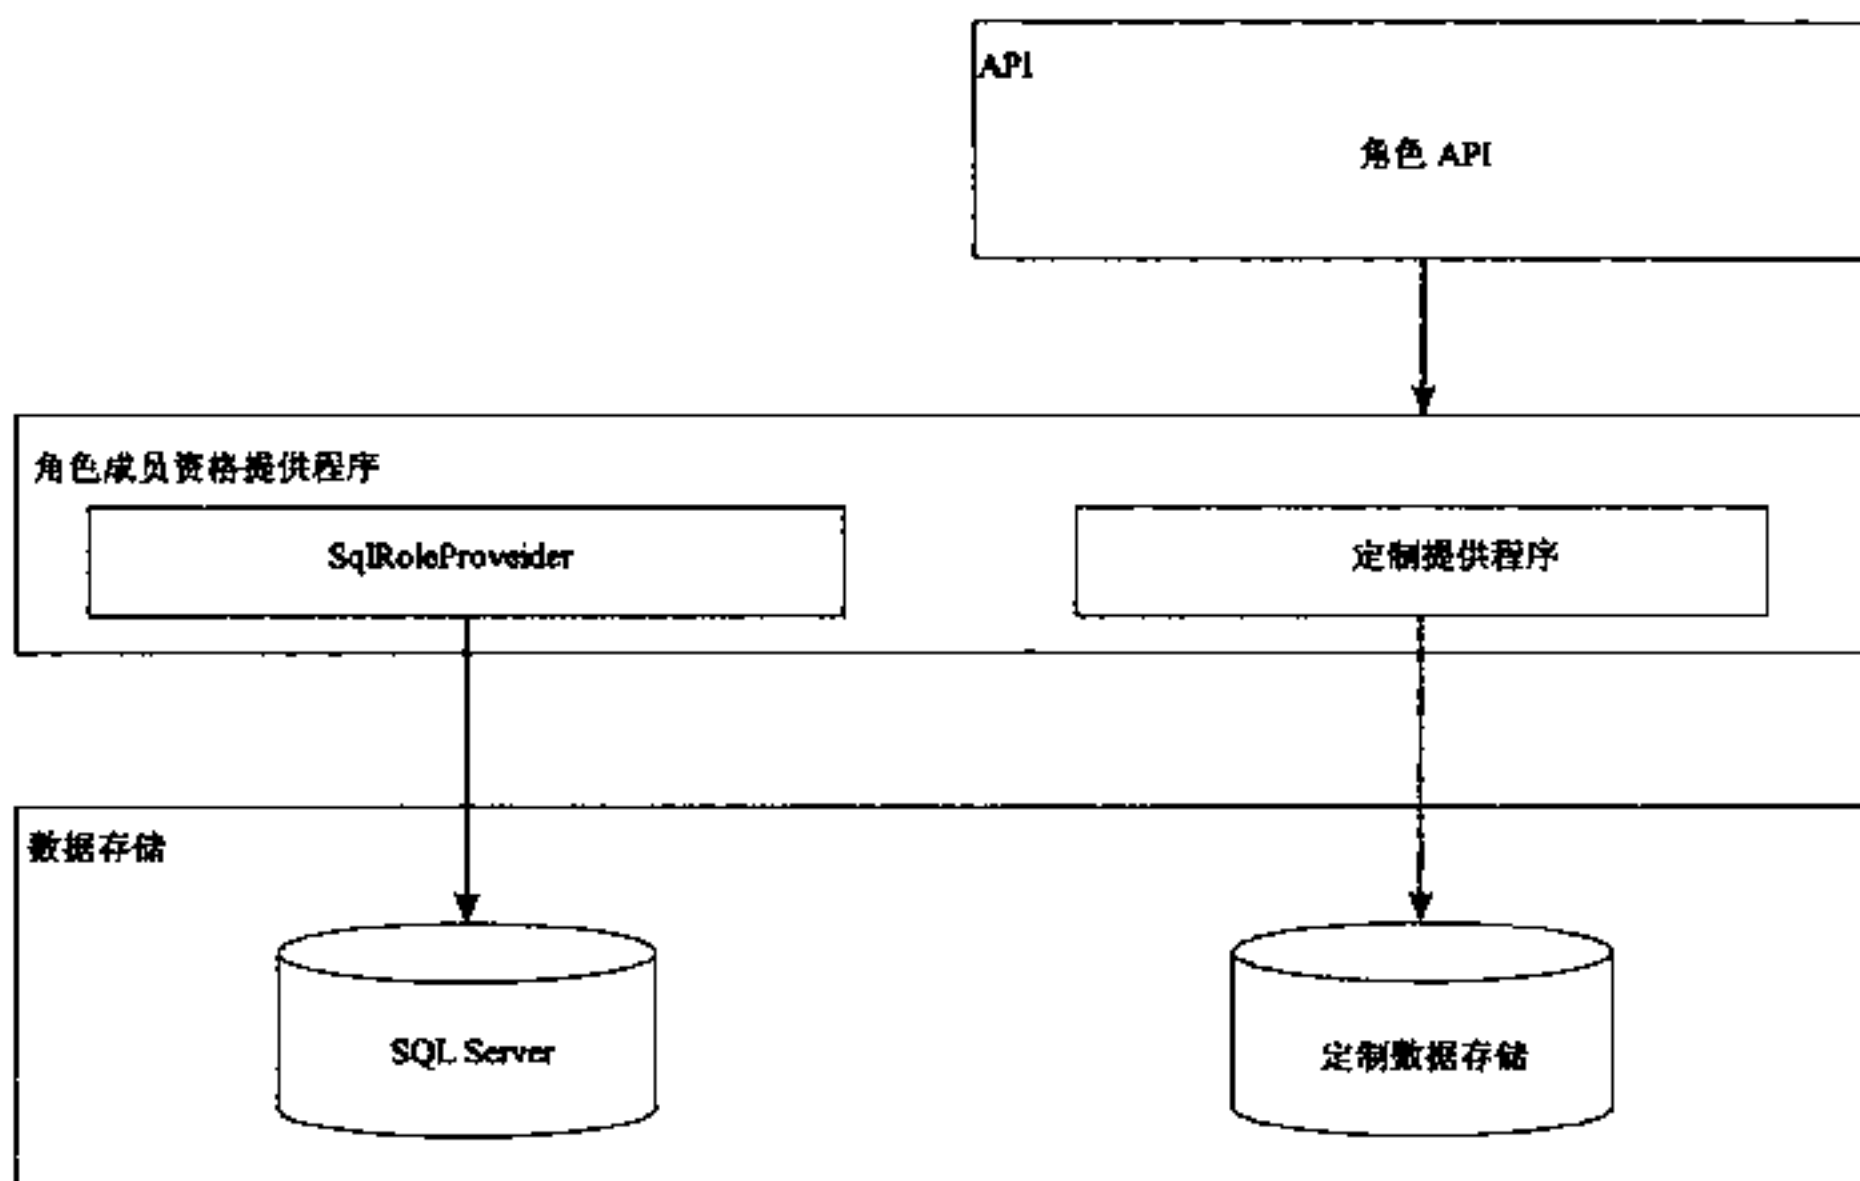 API
角色 API
角色成员资格提供程序
SqlRoleProveider
定制提供程序
数据存储
SQL Server
定制数据存储